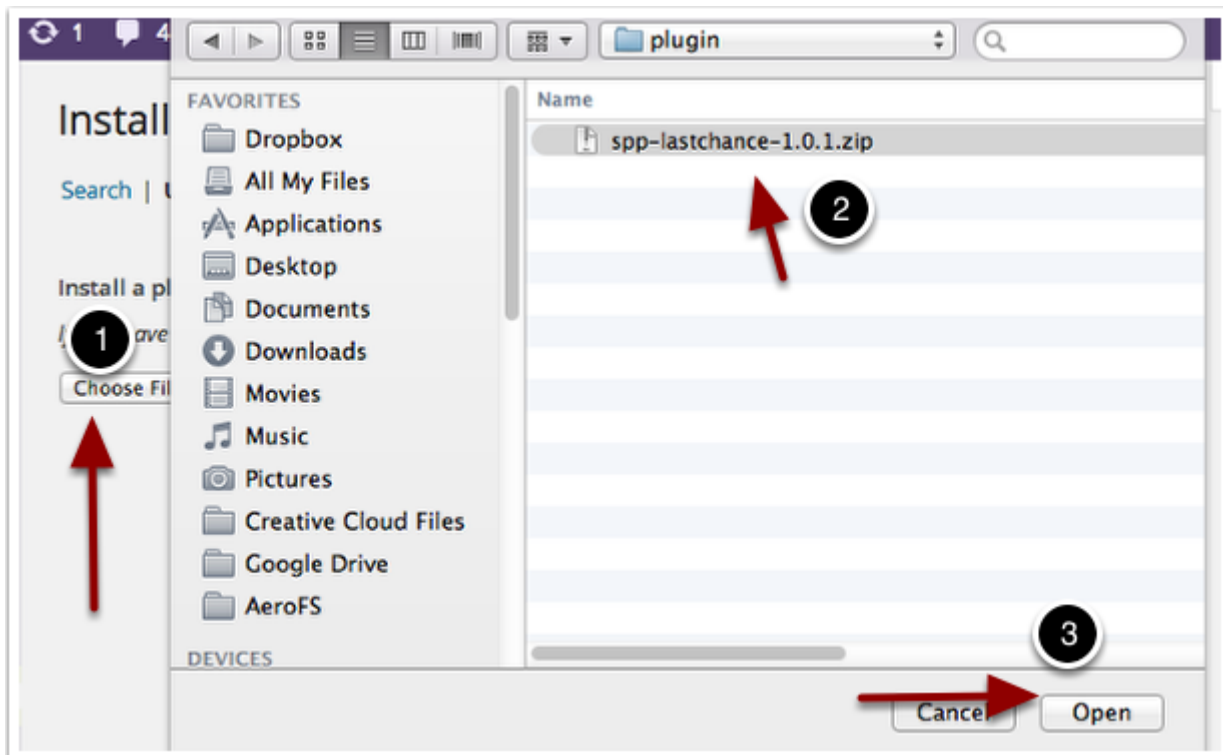 1 4
plugin
Install
Search |
Install a pl
ave
Choose Fil
1
FAVORITES
Dropbox
All My Files
Applications
Desktop
Documents
Downloads
Movies
Music
Pictures
Creative Cloud Files
Google Drive
AeroFS
DEVICES
Name
spp-lastchance-1.0.1.zip
2
3
Cancel
Open